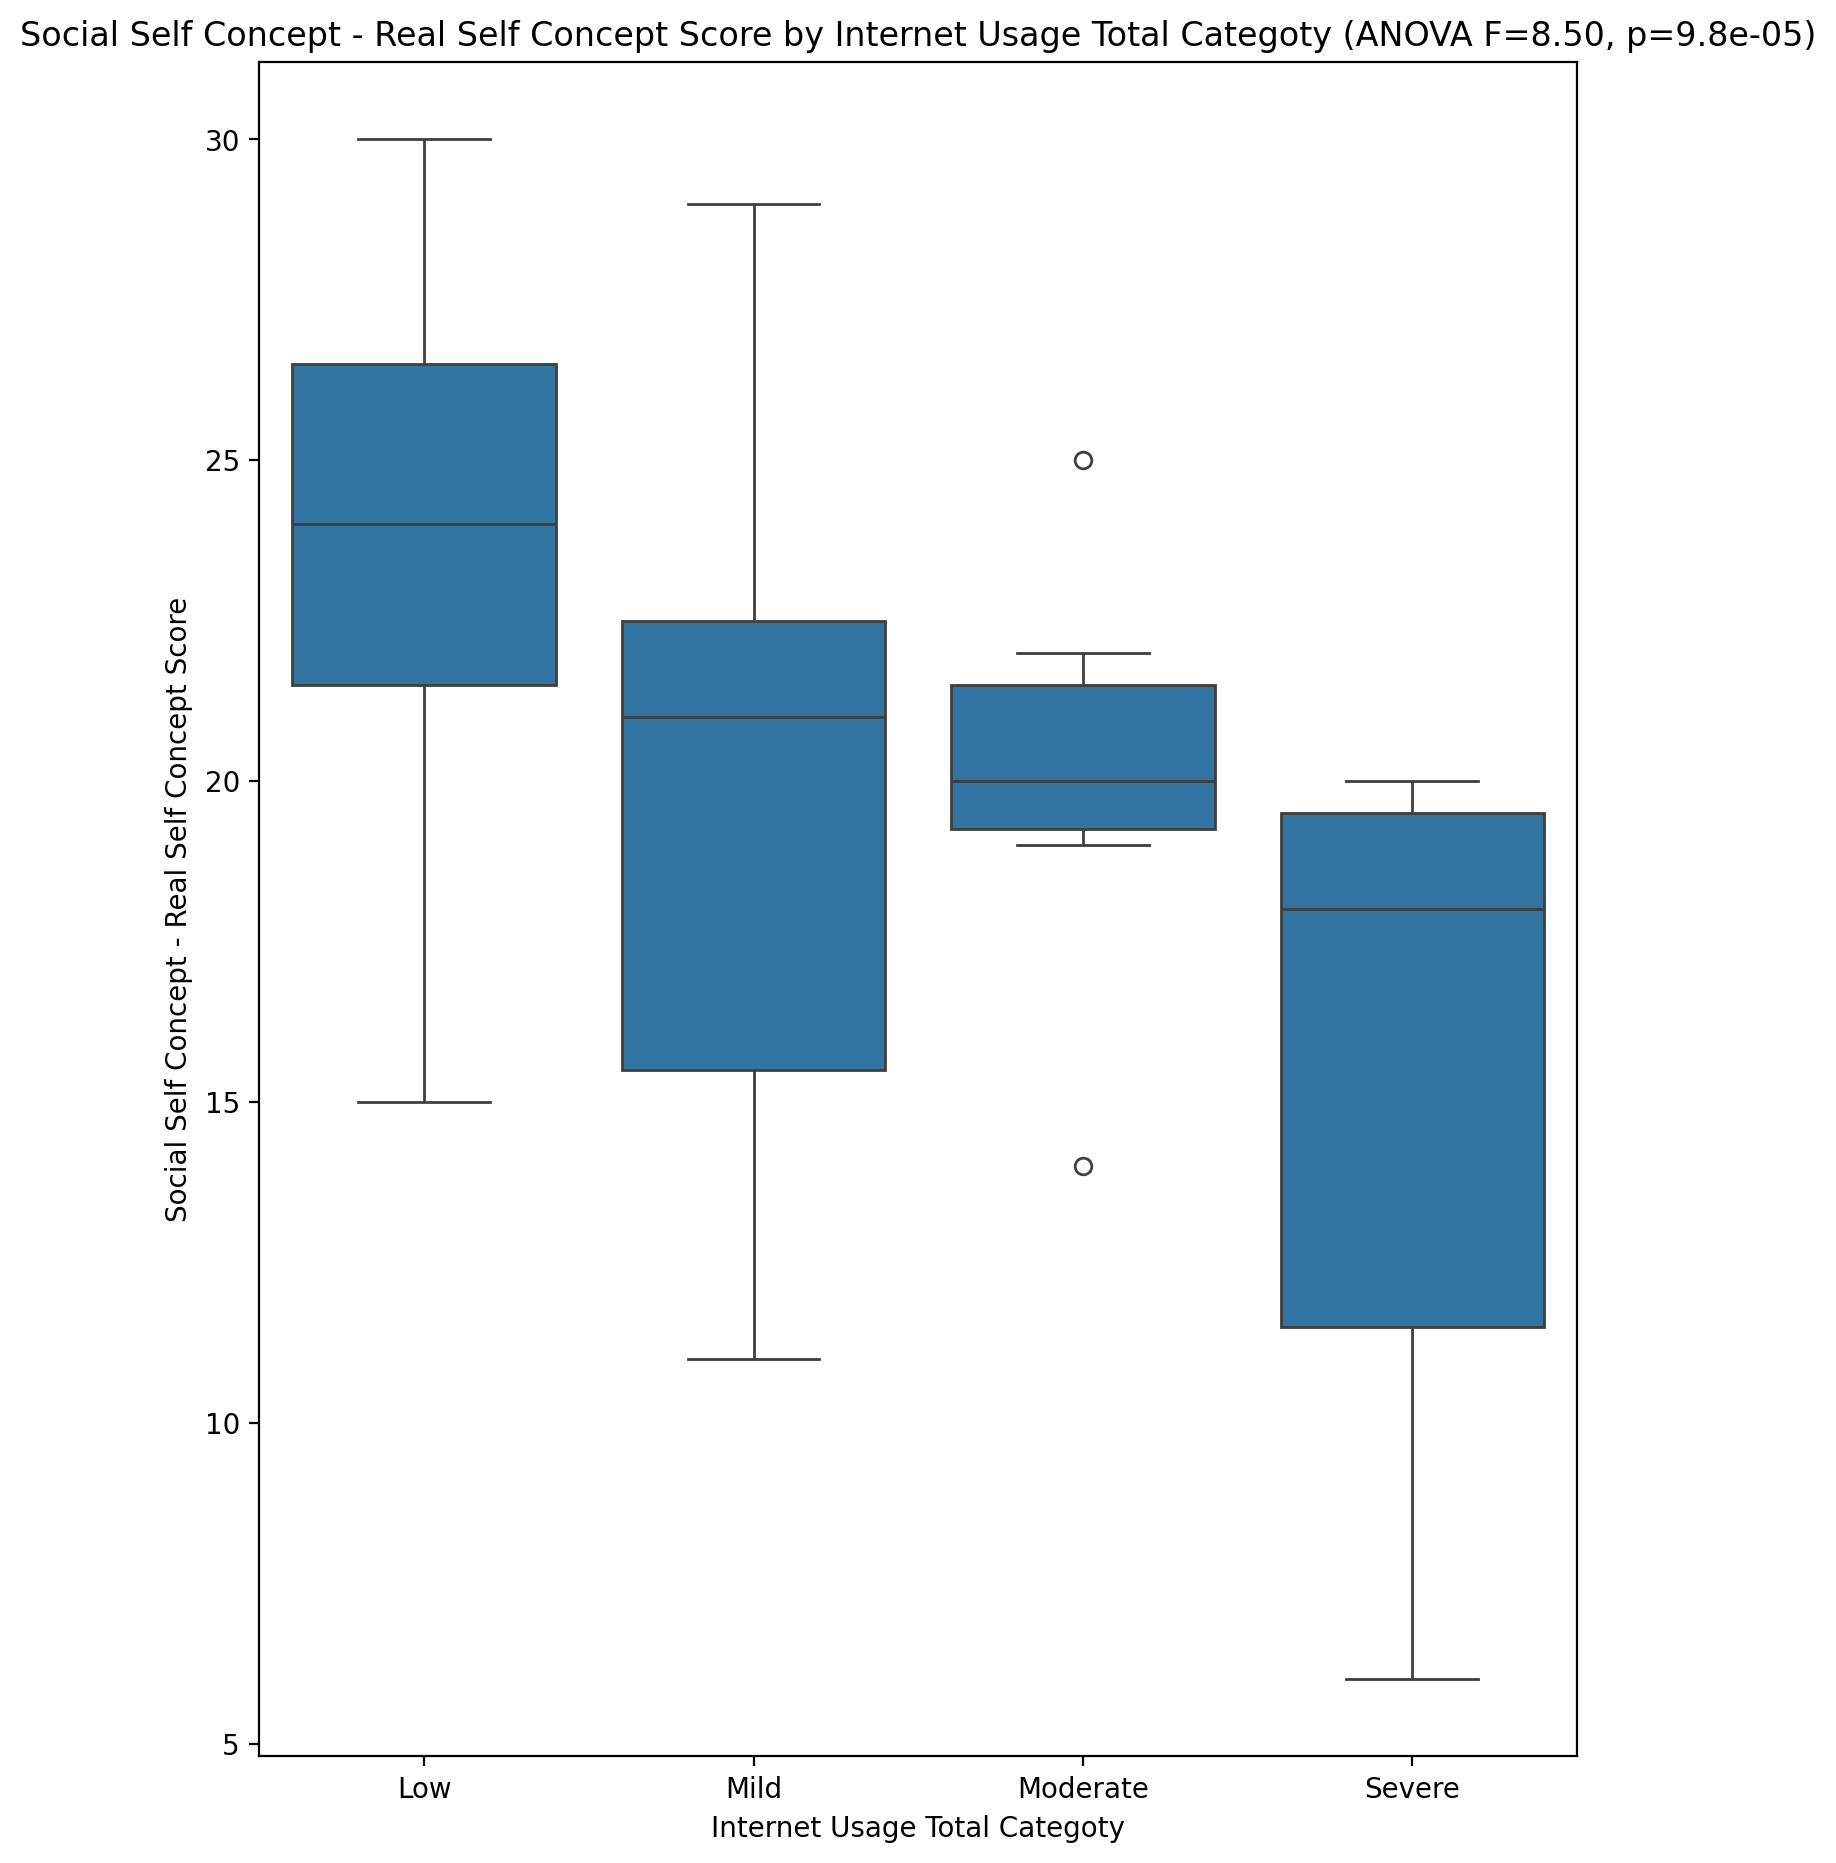 Social Self Concept - Real Self Concept Score by Internet Usage Total Categoty (ANOVA F=8.50, p=9.8e-05)
Social Self Concept - Real Self Concept Score
30
25
20
15
10
5
Low Mild Moderate Severe
Internet Usage Total Categoty